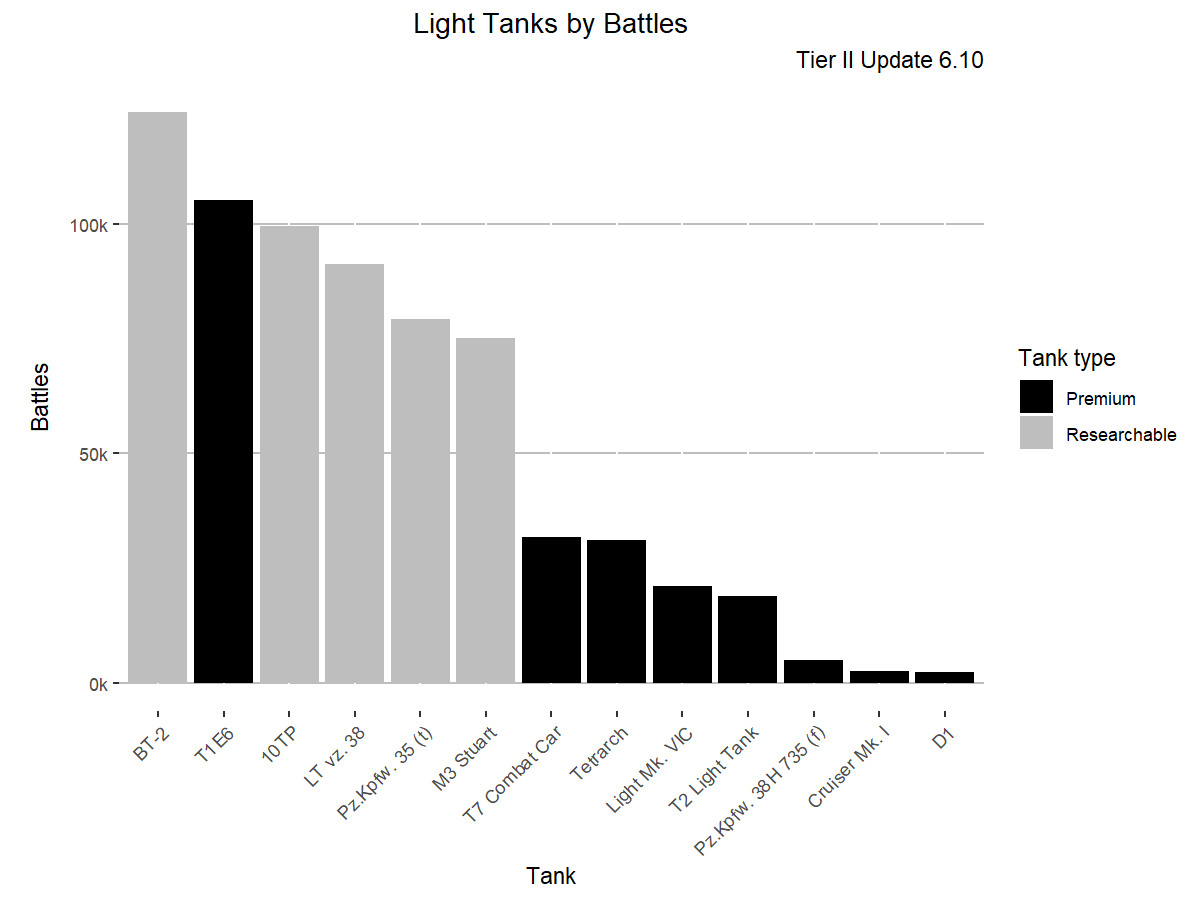 Light Tanks by Battles
Tier II Update 6.10
Battles
100k
50k
0k
BT-2
T1E6
10TP
LT vz. 38
Pz.Kpfw. 35 (t)
M3 Stuart
T7 Combat Car
Tetrarch
Light Mk. VIC
T2 Light Tank
Pz.Kpfw. 38H 735 (f)
Cruiser Mk. I
D1
Tank
Tank type
Premium
Researchable